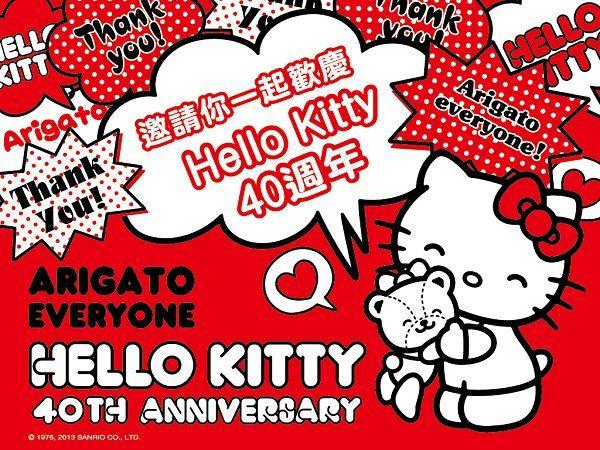 HELLO
KITT
Thank
you!
Thank
you!
HELLO
KITTY
Arigato
Arigato
everyone!
Thank
You!
邀請你一起歡慶
Hello Kitty
40週年
ARIGATO
EVERYONE
HELLO KITTY
40TH ANNIVERSARY
© 1976, 2013 SANRIO CO., LTD.